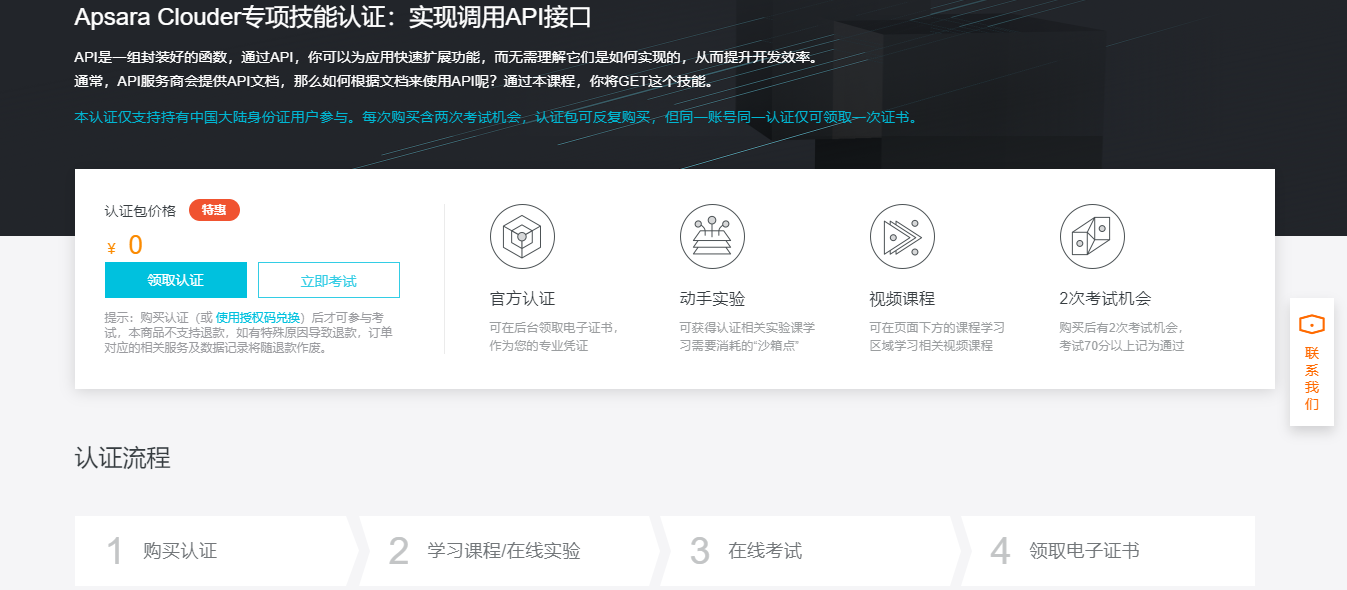 Apsara Clouder专项技能认证：实现调用API接口
API是一组封装好的函数，通过API，你可以为应用快速扩展功能，而无需理解它们是如何实现的，从而提升开发效率。
通常，API服务商会提供API文档，那么如何根据文档来使用API呢？通过本课程，你将GET这个技能。
本认证仅支持持有中国大陆身份证用户参与。每次购买含两次考试机会，认证包可反复购买，但同一账号同一认证仅可领取一次证书。
认证包价格 特惠
¥ 0
领取认证 立即考试
提示：购买认证（或 使用授权码兑换）后才可参与考
试，本商品不支持退款，如有特殊原因导致退款，订单
对应的相关服务及数据记录将随退款作废。
官方认证
可在后台领取电子证书，
作为您的专业凭证
动手实验
可获得认证相关实验课学
习需要消耗的“沙箱点”
视频课程
可在页面下方的课程学习
区域学习相关视频课程
2次考试机会
购买后有2次考试机会，
考试70分以上记为通过
联
系
我
们
认证流程
1 购买认证
2 学习课程/在线实验
3 在线考试
4 领取电子证书